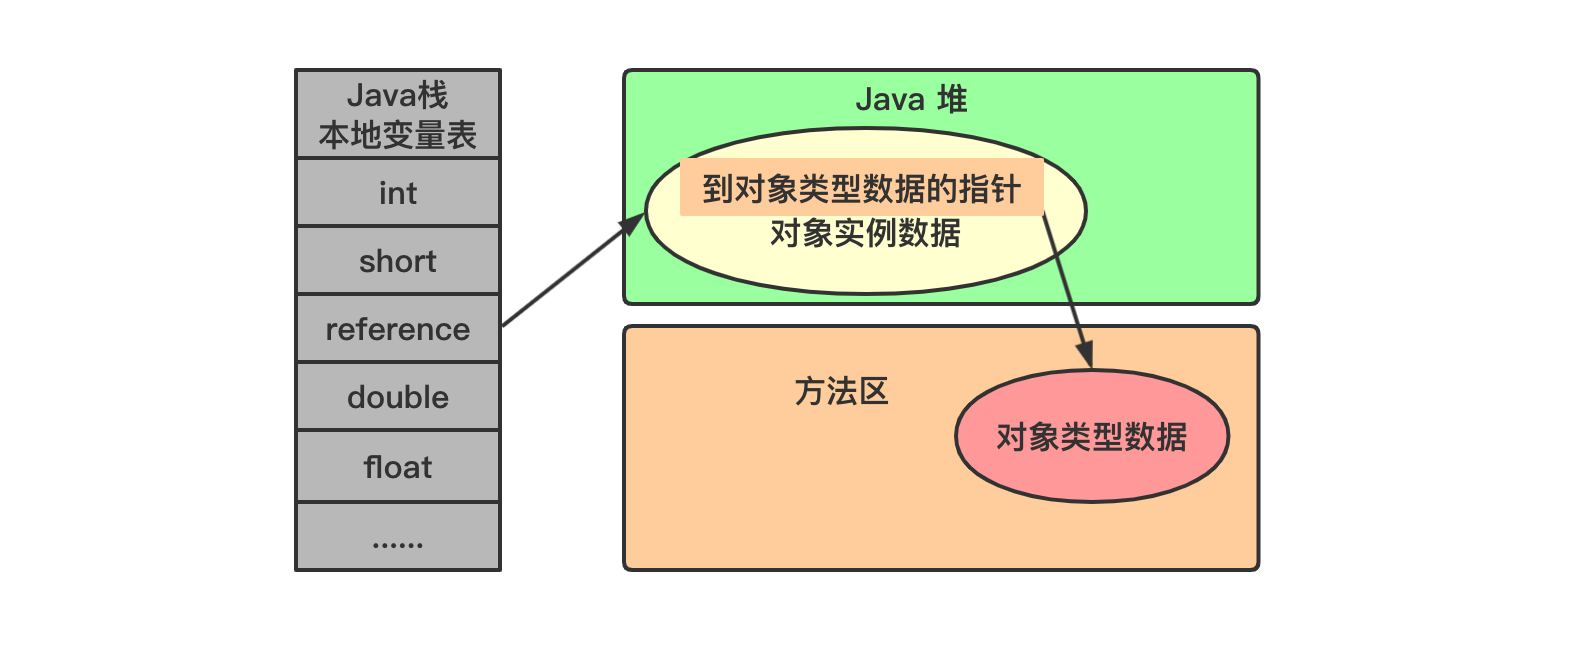 Java栈
本地变量表
int
short
reference
double
float
......
Java 堆
到对象类型数据的指针
对象实例数据
方法区
对象类型数据